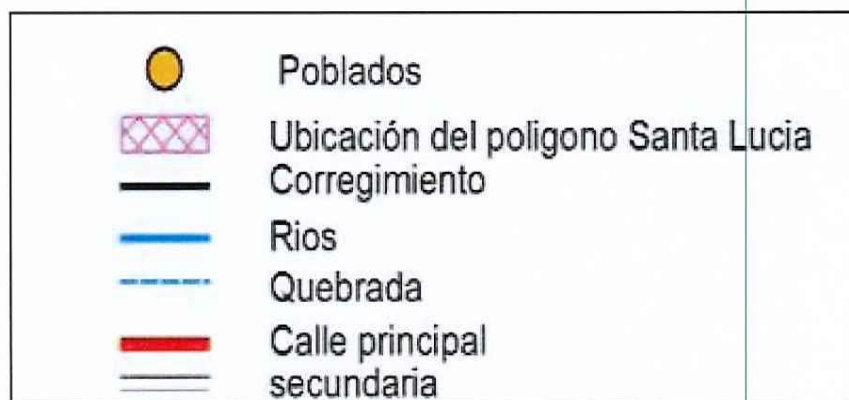 Poblados
Ubicación del poligono Santa Lucia
Corregimiento
Rios
Quebrada
Calle principal
secundaria